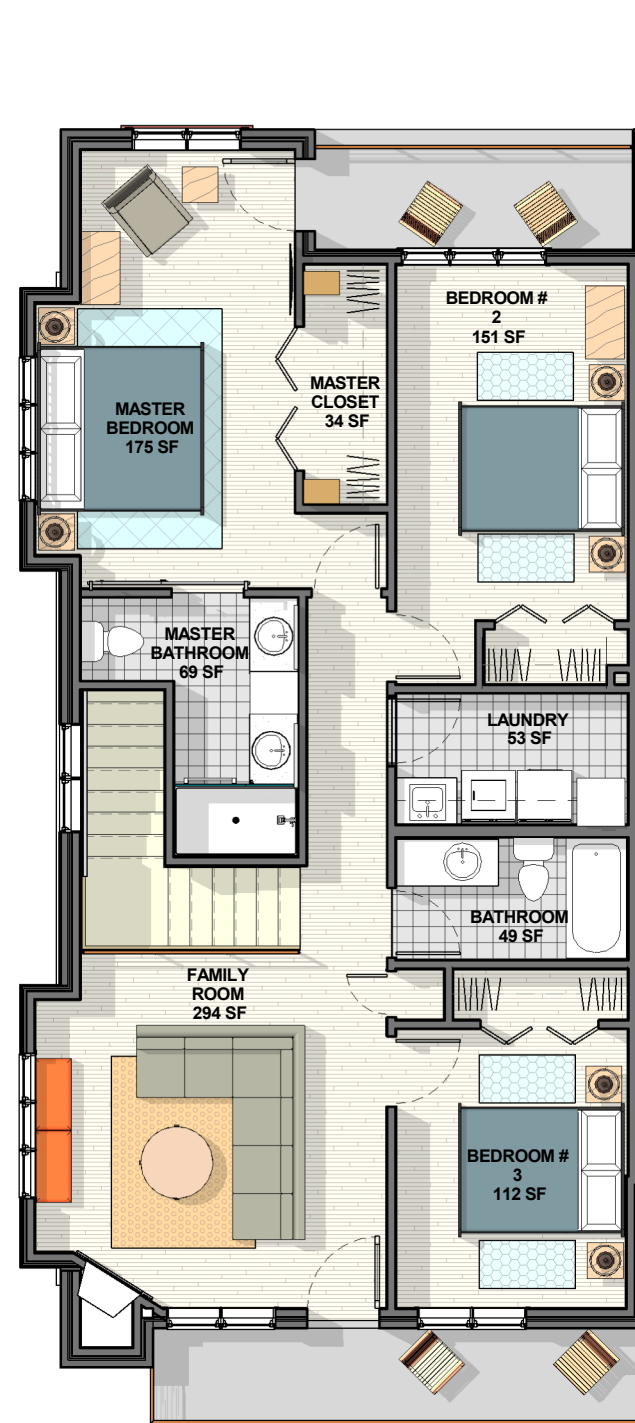 BEDROOM #
2
151 SF
MASTER
CLOSET
34 SF
MASTER
BEDROOM
175 SF
MASTER
BATHROOM
69 SF
LAUNDRY
53 SF
BATHROOM
49 SF
FAMILY
ROOM
294 SF
BEDROOM #
3
112 SF